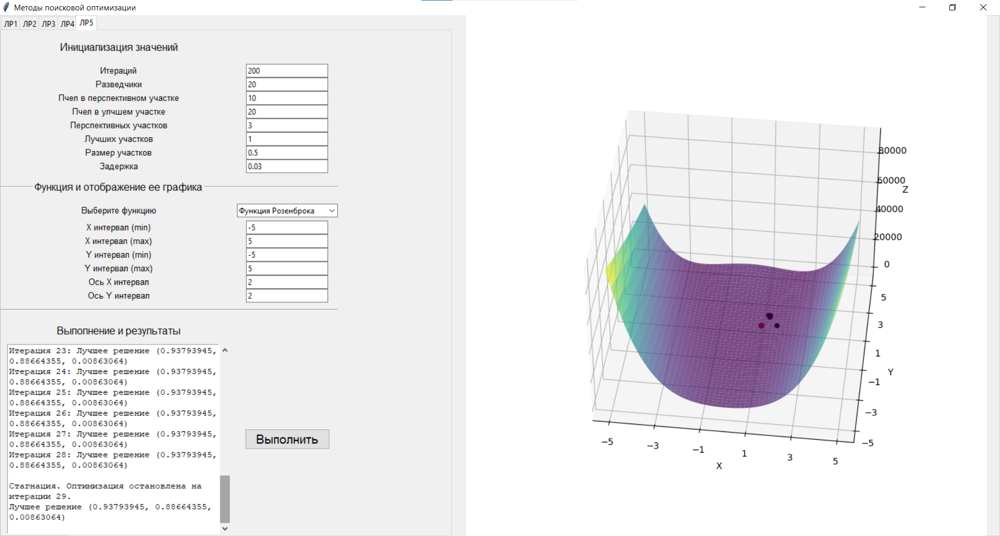 Методы поисковой оптимизации
ЛР1 ЛР2 ЛР3 ЛР4 ЛР5
Инициализация значений
Итераций 200
Разведчики 20
Пчел в перспективном участке 10
Пчел в улчшем участке 20
Перспективных участков 3
Лучших участков 1
Размер участков 0.5
Задержка 0.03
Функция и отображение ее графика
Выберите функцию Функция Розенброка
X интервал (min) -5
X интервал (max) 5
Y интервал (min) -5
Y интервал (max) 5
Ось X интервал 2
Ось Y интервал 2
Выполнение и результаты
Итерация 23: Лучшее решение (0.93793945,
0.88664355, 0.00863064)
Итерация 24: Лучшее решение (0.93793945,
0.88664355, 0.00863064)
Итерация 25: Лучшее решение (0.93793945,
0.88664355, 0.00863064)
Итерация 26: Лучшее решение (0.93793945,
0.88664355, 0.00863064)
Итерация 27: Лучшее решение (0.93793945,
0.88664355, 0.00863064)
Итерация 28: Лучшее решение (0.93793945,
0.88664355, 0.00863064)
Стагнация. Оптимизация остановлена на
итерации 29.
Лучшее решение (0.93793945, 0.88664355,
0.00863064)
Выполнить
80000
60000
Z
40000
20000
0
5
3
1
Y
−1
−3
−5
−5 −3 −1 1 3 5
X